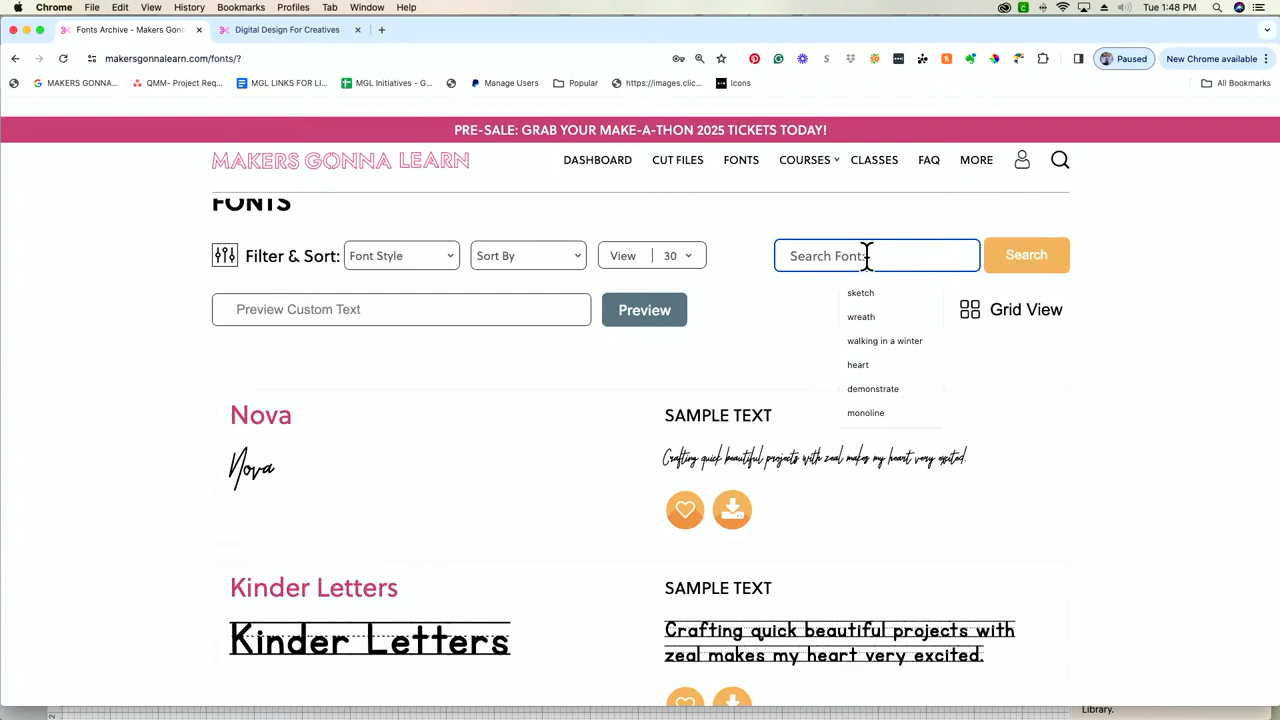 Chrome File Edit View History Bookmarks Profiles Tab Window Help Tue 1:48 PM
Fonts Archive - Makers Gonn Digital Design For Creatives
makersgonnalearn.com/fonts/? Paused New Chrome available
MAKERS GONNA... QMM- Project Req... MGL LINKS FOR LI... MGL Initiatives - G... Manage Users Popular https://images.clic... Icons All Bookmarks
PRE-SALE: GRAB YOUR MAKE-A-THON 2025 TICKETS TODAY!
MAKERS GONNA LEARN DASHBOARD CUT FILES FONTS COURSES CLASSES FAQ MORE
FONTS
Filter & Sort: Font Style Sort By View 30 Search Fonts Search
sketch
Preview Custom Text Preview Grid View
wreath
walking in a winter
heart
demonstrate
monoline
Nova SAMPLE TEXT
Nova Crafting quick beautiful projects with zeal makes my heart very excited.
Kinder Letters SAMPLE TEXT
Kinder Letters Crafting quick beautiful projects with
zeal makes my heart very excited.
Library.